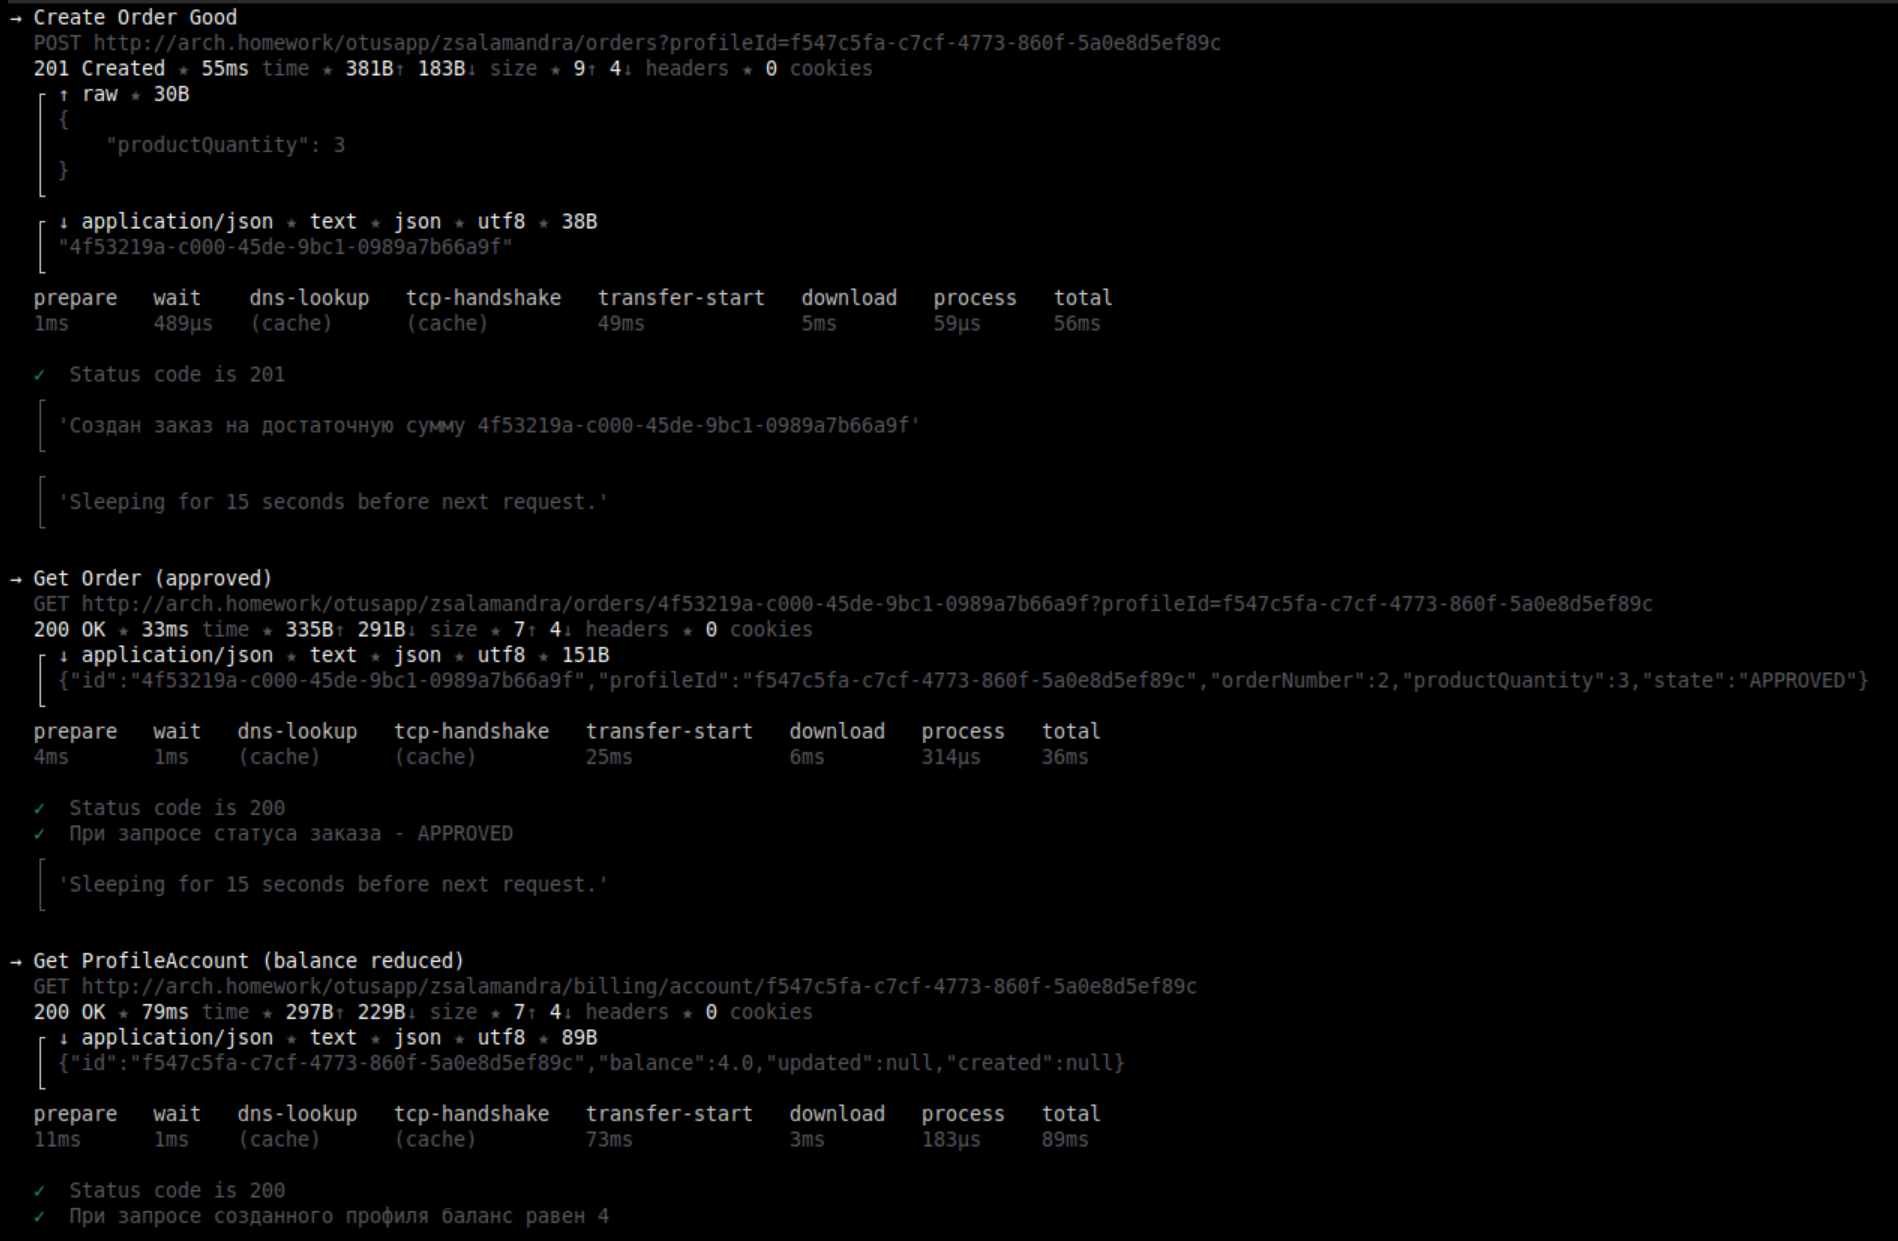 → Create Order Good
POST http://arch.homework/otusapp/zsalamandra/orders?profileId=f547c5fa-c7cf-4773-860f-5a0e8d5ef89c
201 Created ★ 55ms time ★ 381B↑ 183B↓ size ★ 9↑ 4↓ headers ★ 0 cookies
↑ raw ★ 30B
{
"productQuantity": 3
}
↓ application/json ★ text ★ json ★ utf8 ★ 38B
"4f53219a-c000-45de-9bc1-0989a7b66a9f"
prepare wait dns-lookup tcp-handshake transfer-start download process total
1ms 489µs (cache) (cache) 49ms 5ms 59µs 56ms
✓ Status code is 201
'Создан заказ на достаточную сумму 4f53219a-c000-45de-9bc1-0989a7b66a9f'
'Sleeping for 15 seconds before next request.'
→ Get Order (approved)
GET http://arch.homework/otusapp/zsalamandra/orders/4f53219a-c000-45de-9bc1-0989a7b66a9f?profileId=f547c5fa-c7cf-4773-860f-5a0e8d5ef89c
200 OK ★ 33ms time ★ 335B↑ 291B↓ size ★ 7↑ 4↓ headers ★ 0 cookies
↓ application/json ★ text ★ json ★ utf8 ★ 151B
{"id":"4f53219a-c000-45de-9bc1-0989a7b66a9f","profileId":"f547c5fa-c7cf-4773-860f-5a0e8d5ef89c","orderNumber":2,"productQuantity":3,"state":"APPROVED"}
prepare wait dns-lookup tcp-handshake transfer-start download process total
4ms 1ms (cache) (cache) 25ms 6ms 314µs 36ms
✓ Status code is 200
✓ При запросе статуса заказа - APPROVED
'Sleeping for 15 seconds before next request.'
→ Get ProfileAccount (balance reduced)
GET http://arch.homework/otusapp/zsalamandra/billing/account/f547c5fa-c7cf-4773-860f-5a0e8d5ef89c
200 OK ★ 79ms time ★ 297B↑ 229B↓ size ★ 7↑ 4↓ headers ★ 0 cookies
↓ application/json ★ text ★ json ★ utf8 ★ 89B
{"id":"f547c5fa-c7cf-4773-860f-5a0e8d5ef89c","balance":4.0,"updated":null,"created":null}
prepare wait dns-lookup tcp-handshake transfer-start download process total
11ms 1ms (cache) (cache) 73ms 3ms 183µs 89ms
✓ Status code is 200
✓ При запросе созданного профиля баланс равен 4